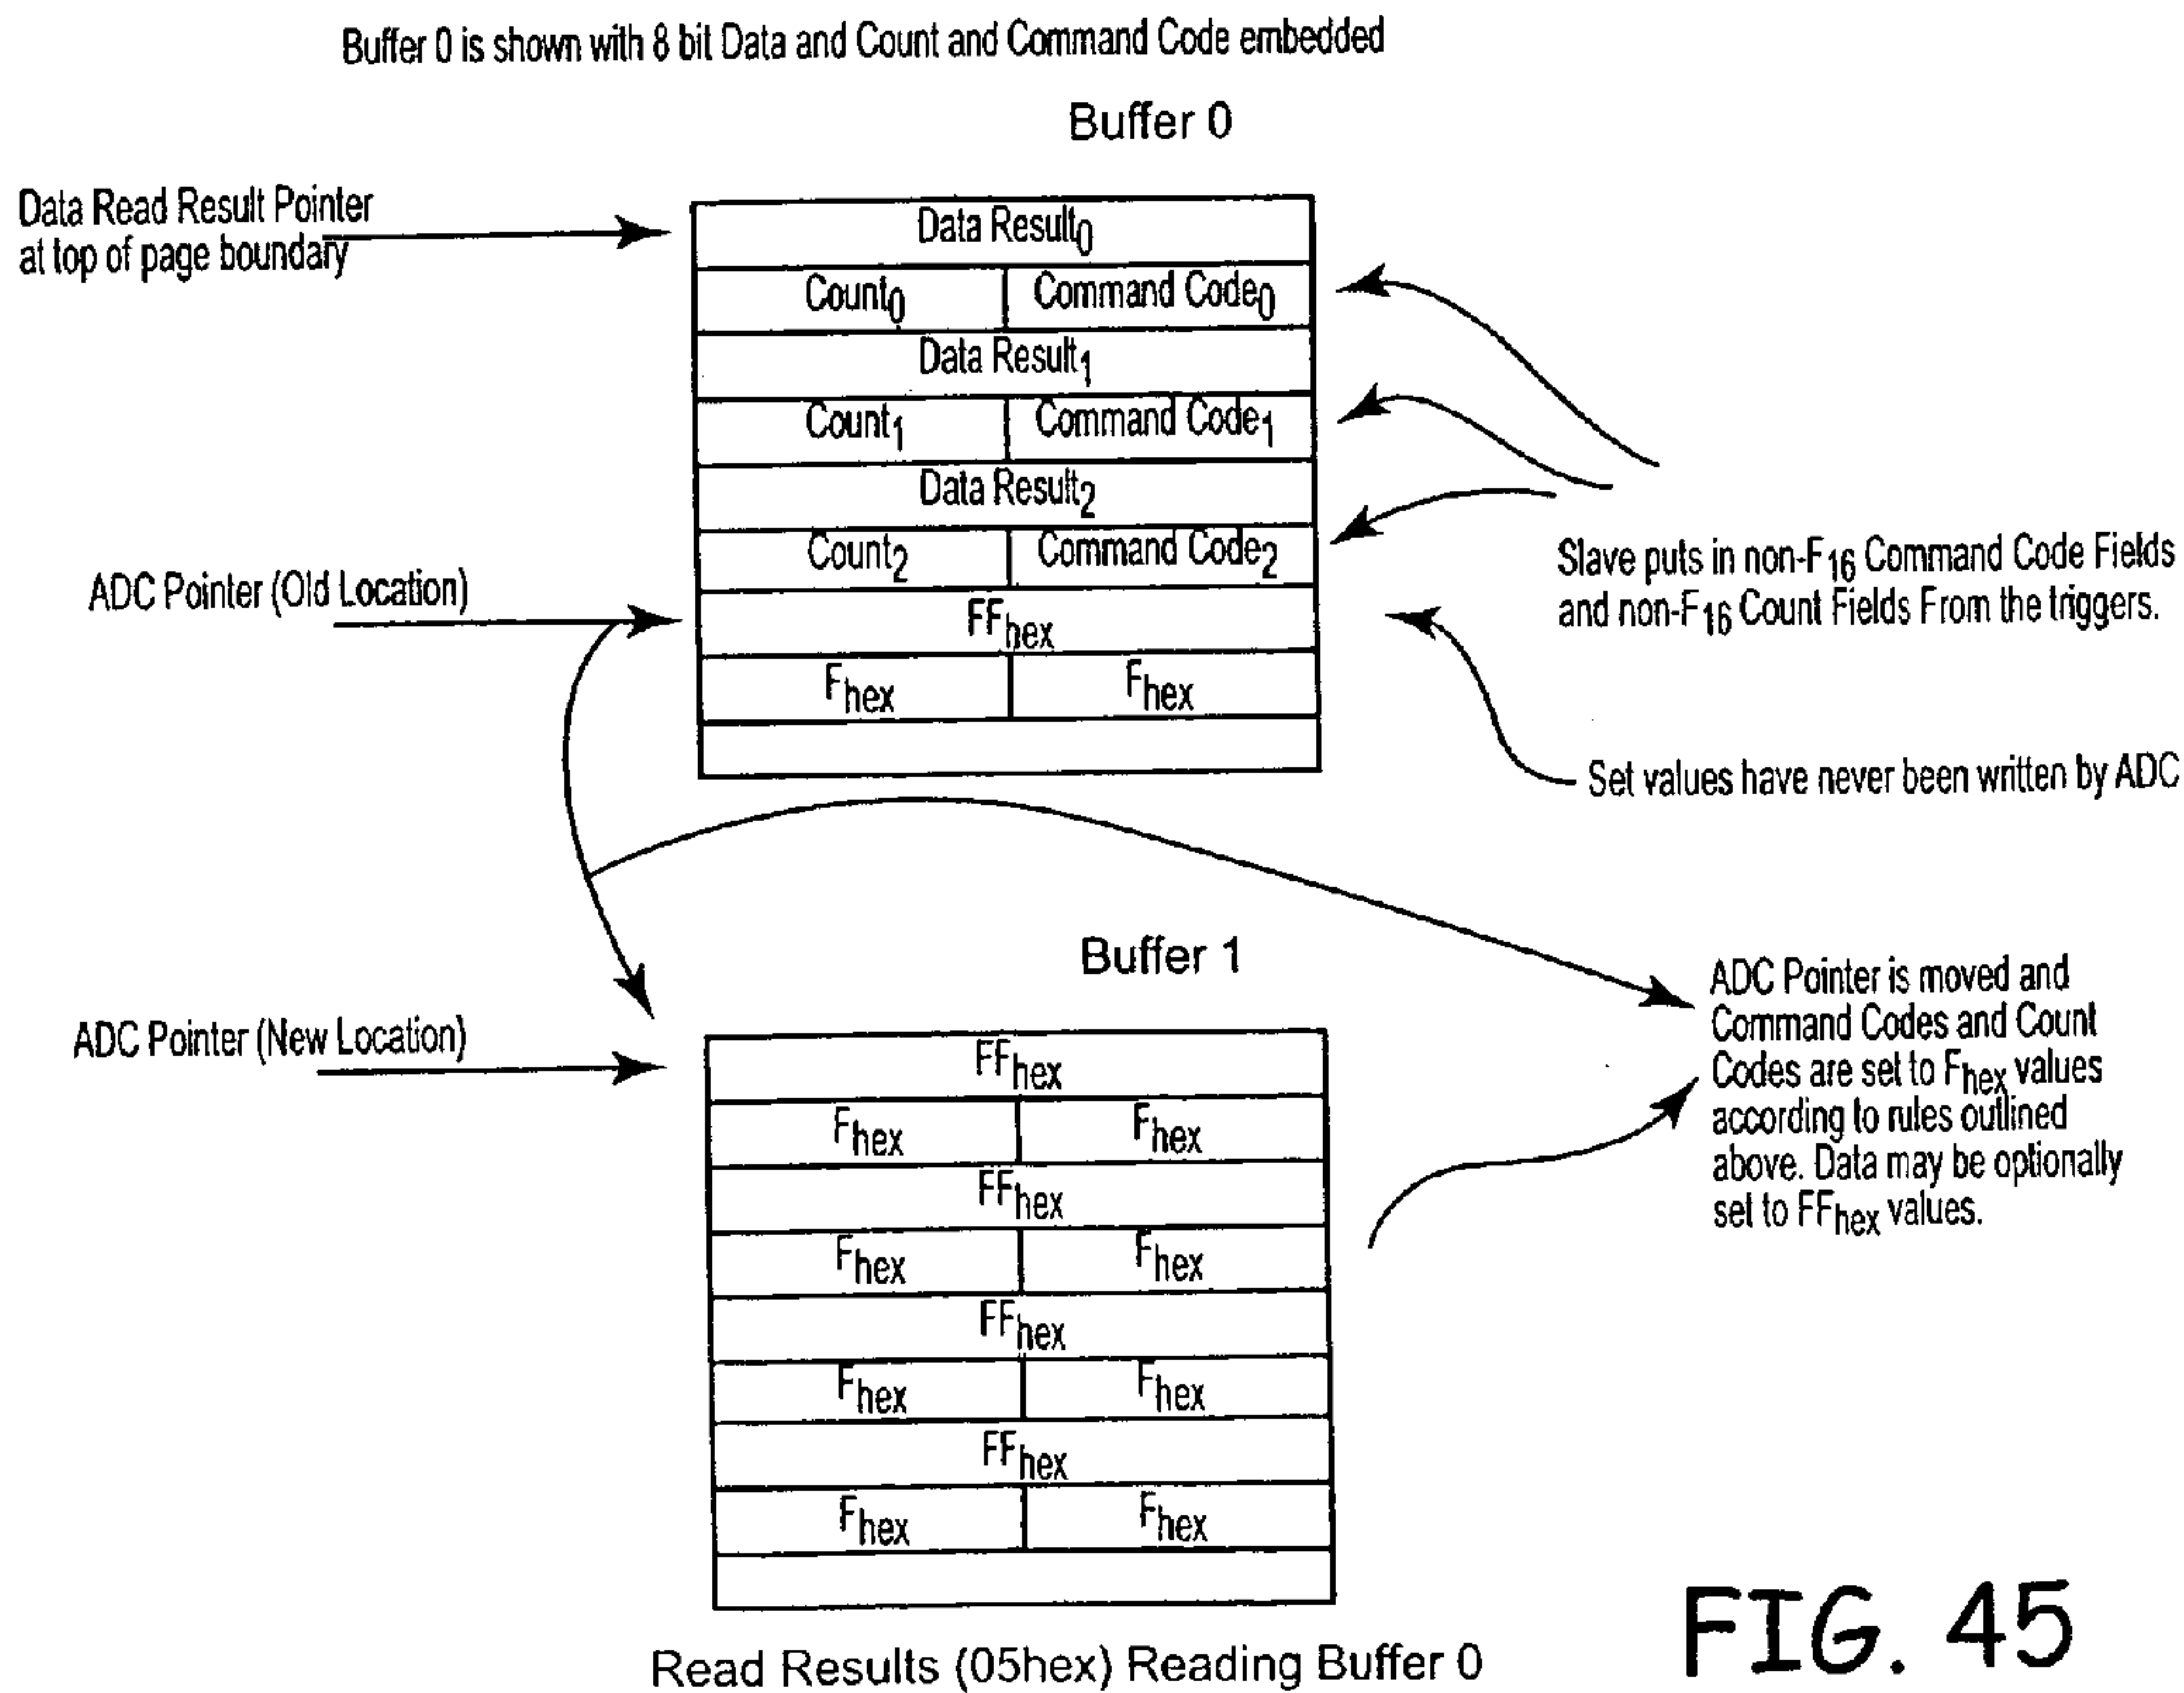 Buffer 0 is shown with 8 bit Data and Count and Command Code embedded
Buffer 0
Data Read Result Pointer
at top of page boundary
Data Result0
Count0 Command Code0
Data Result1
Count1 Command Code1
Data Result2
Count2 Command Code2
ADC Pointer (Old Location)
FFhex
Fhex Fhex
Slave puts in non-F16 Command Code Fields
and non-F16 Count Fields From the triggers.
Set values have never been written by ADC
Buffer 1
ADC Pointer (New Location)
FFhex
Fhex Fhex
FFhex
Fhex Fhex
FFhex
Fhex Fhex
FFhex
Fhex Fhex
ADC Pointer is moved and
Command Codes and Count
Codes are set to Fhex values
according to rules outlined
above. Data may be optionally
set to FFhex values.
Read Results (05hex) Reading Buffer 0
FIG. 45